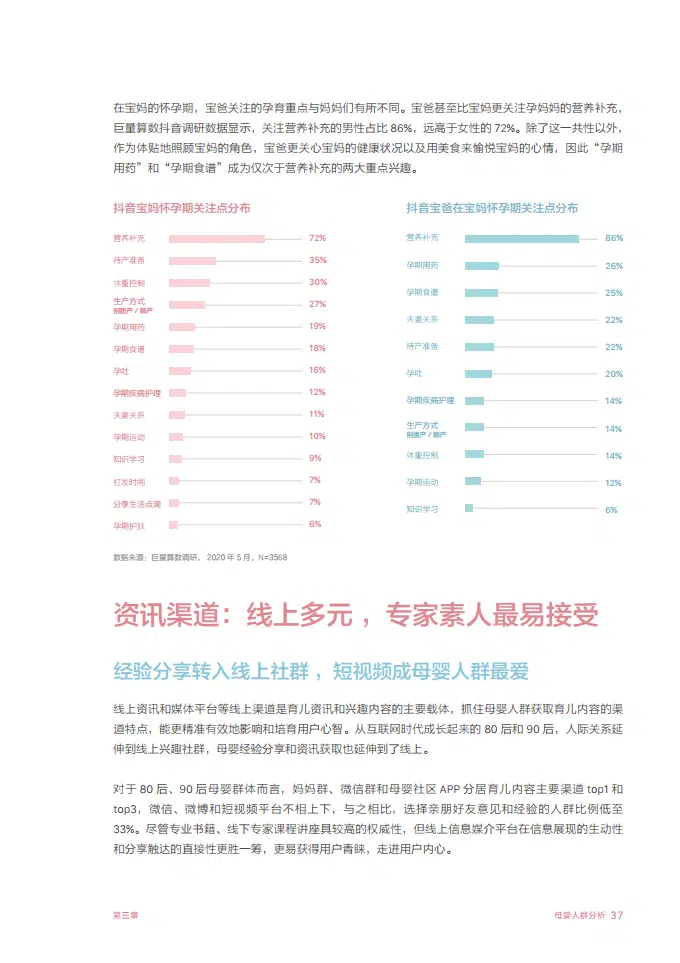 在宝妈的怀孕期，宝爸关注的孕育重点与妈妈们有所不同。宝爸甚至比宝妈更关注孕妈妈的营养补充，
巨量算数抖音调研数据显示，关注营养补充的男性占比 86%，远高于女性的 72%。除了这一共性以外，
作为体贴地照顾宝妈的角色，宝爸更关心宝妈的健康状况以及用美食来愉悦宝妈的心情，因此“孕期
用药”和“孕期食谱”成为仅次于营养补充的两大重点兴趣。
抖音宝妈怀孕期关注点分布
营养补充 72%
待产准备 35%
体重控制 30%
生产方式 27%
剖腹产 / 顺产
孕期用药 19%
孕期食谱 18%
孕吐 16%
孕期疾病护理 12%
夫妻关系 11%
孕期运动 10%
知识学习 9%
打发时间 7%
分享生活点滴 7%
孕期护肤 6%
抖音宝爸在宝妈怀孕期关注点分布
营养补充 86%
孕期用药 26%
孕期食谱 25%
夫妻关系 22%
待产准备 22%
孕吐 20%
孕期疾病护理 14%
生产方式 14%
剖腹产 / 顺产
体重控制 14%
孕期运动 12%
知识学习 6%
数据来源：巨量算数调研， 2020 年 5 月，N=3568
资讯渠道：线上多元 ，专家素人最易接受
经验分享转入线上社群 ，短视频成母婴人群最爱
线上资讯和媒体平台等线上渠道是育儿资讯和兴趣内容的主要载体，抓住母婴人群获取育儿内容的渠
道特点，能更精准有效地影响和培育用户心智。从互联网时代成长起来的 80 后和 90 后，人际关系延
伸到线上兴趣社群，母婴经验分享和资讯获取也延伸到了线上。
对于 80 后、90 后母婴群体而言，妈妈群、微信群和母婴社区 APP 分居育儿内容主要渠道 top1 和
top3，微信、微博和短视频平台不相上下，与之相比，选择亲朋好友意见和经验的人群比例低至
33%。尽管专业书籍、线下专家课程讲座具较高的权威性，但线上信息媒介平台在信息展现的生动性
和分享触达的直接性更胜一筹，更易获得用户青睐，走进用户内心。
第三章
母婴人群分析 37